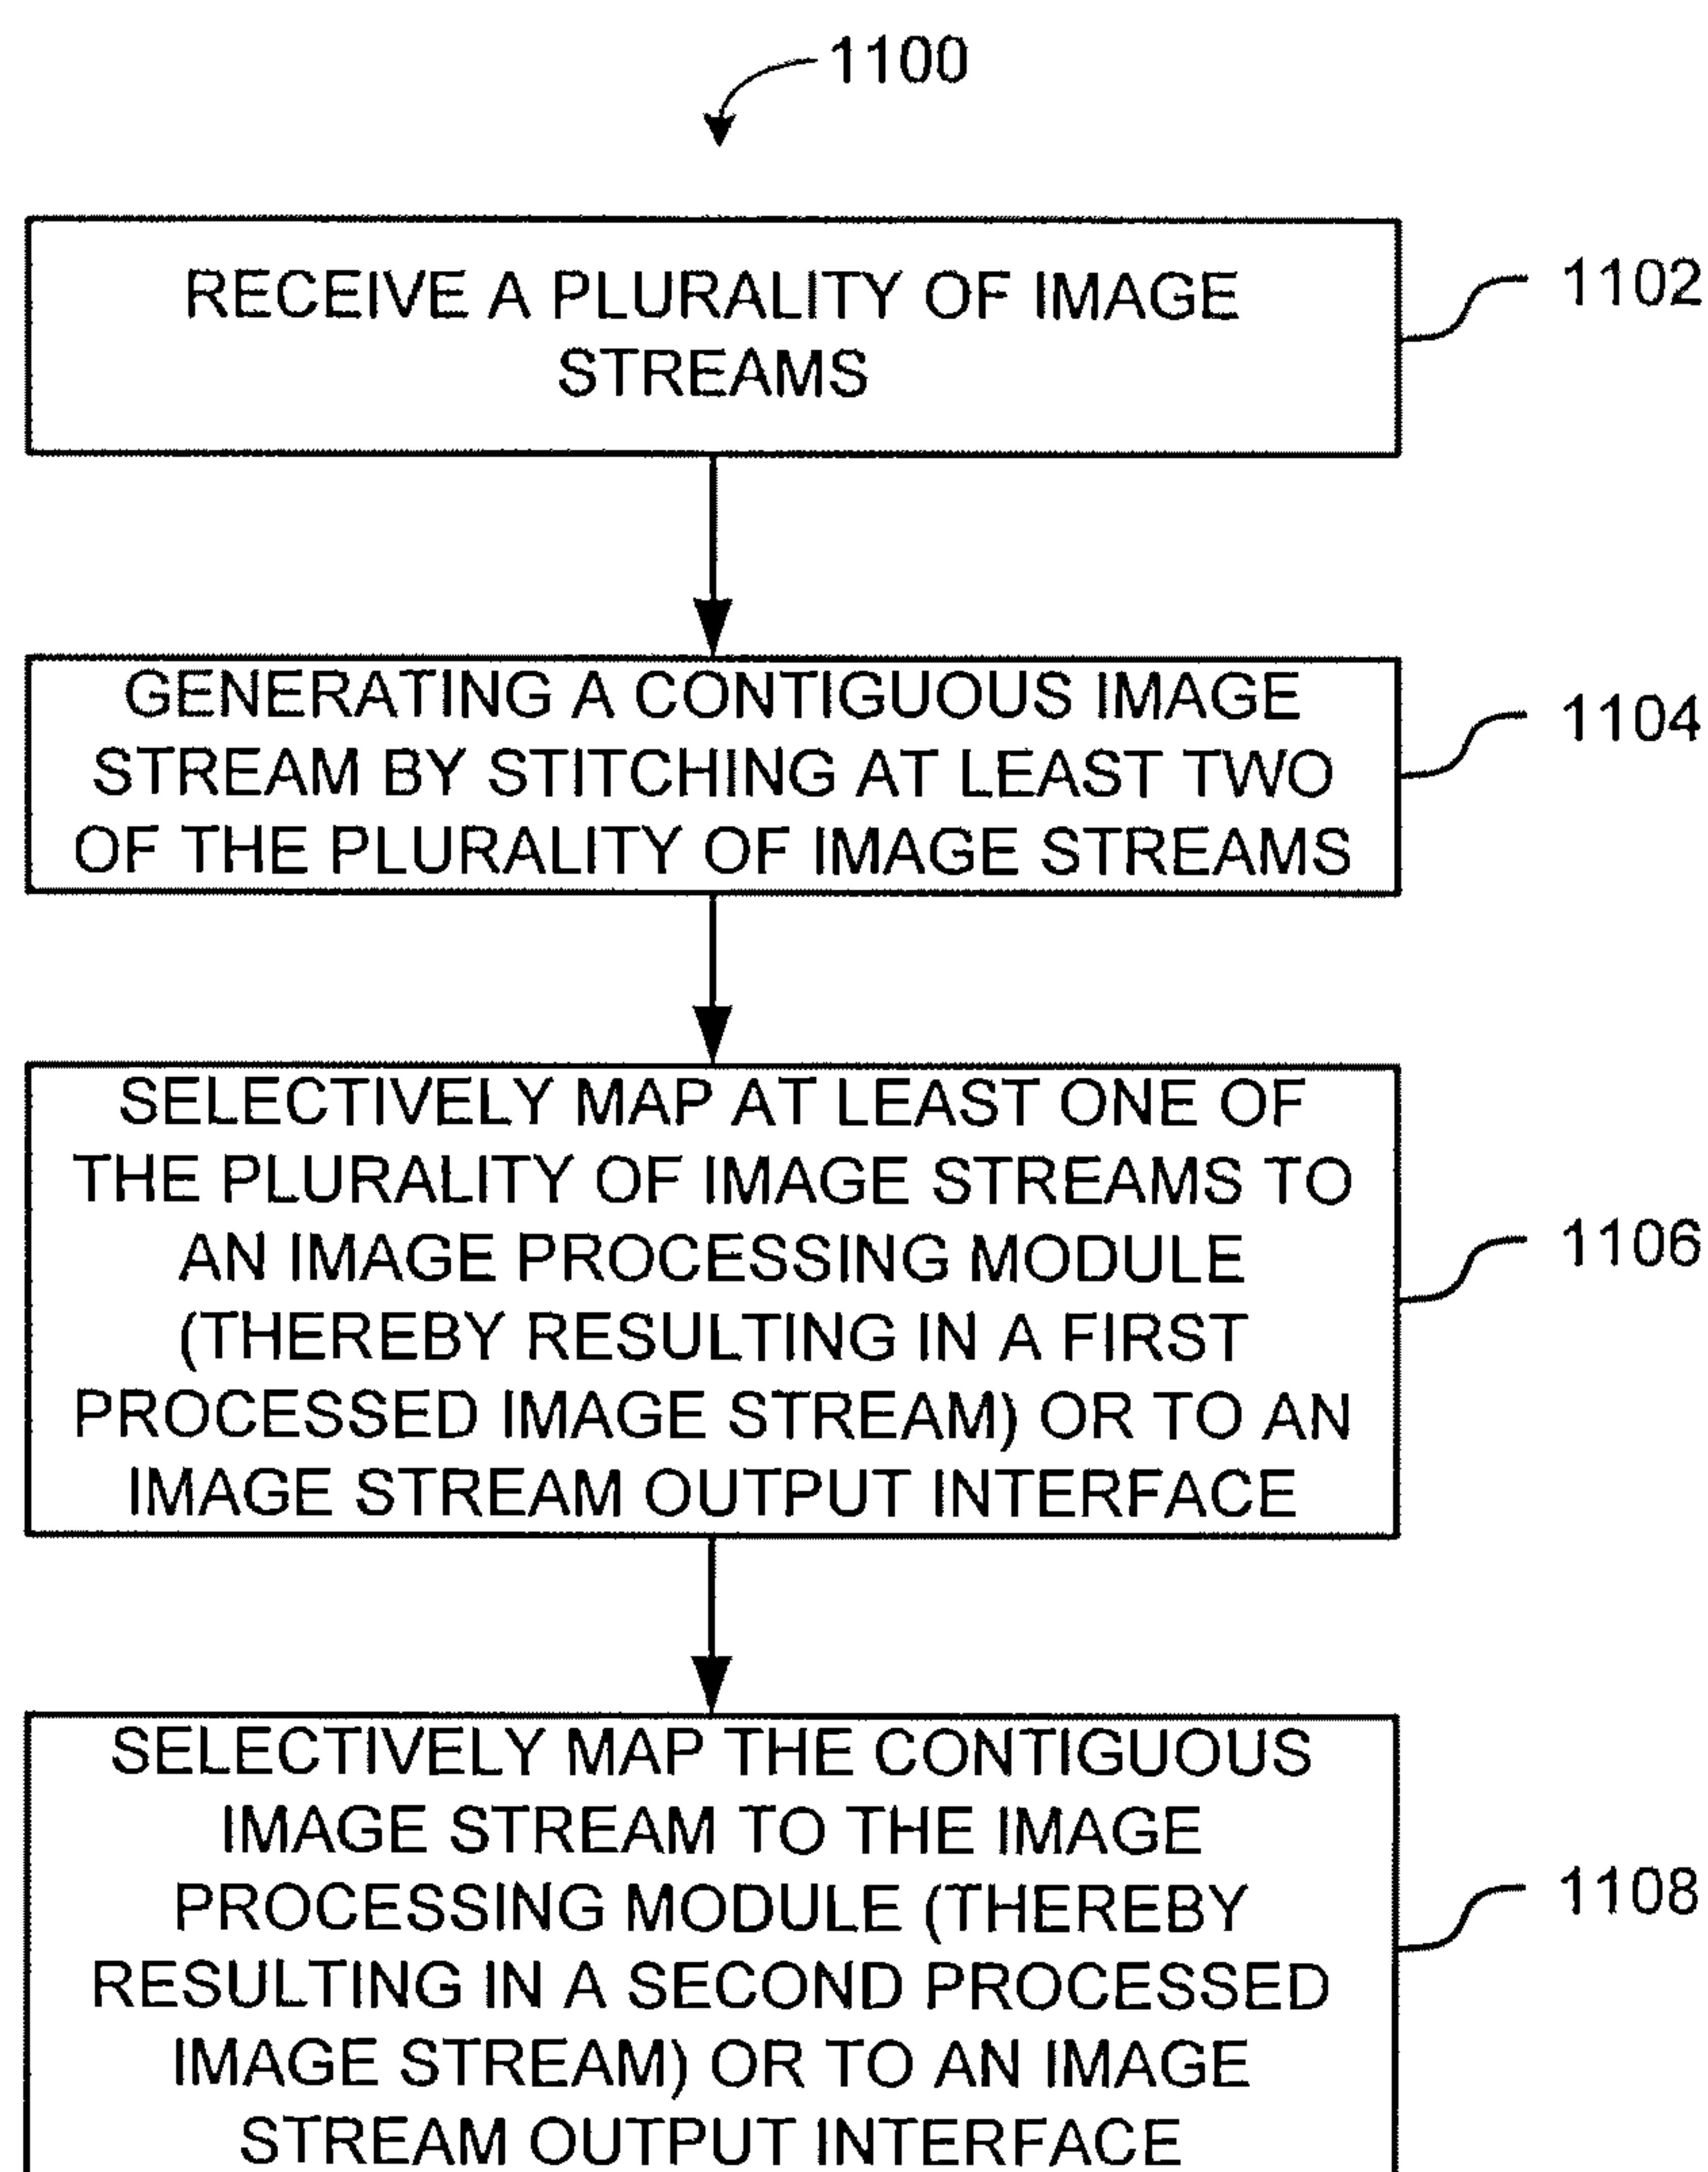 1100
RECEIVE A PLURALITY OF IMAGE
STREAMS
1102
GENERATING A CONTIGUOUS IMAGE
STREAM BY STITCHING AT LEAST TWO
OF THE PLURALITY OF IMAGE STREAMS
1104
SELECTIVELY MAP AT LEAST ONE OF
THE PLURALITY OF IMAGE STREAMS TO
AN IMAGE PROCESSING MODULE
(THEREBY RESULTING IN A FIRST
PROCESSED IMAGE STREAM) OR TO AN
IMAGE STREAM OUTPUT INTERFACE
1106
SELECTIVELY MAP THE CONTIGUOUS
IMAGE STREAM TO THE IMAGE
PROCESSING MODULE (THEREBY
RESULTING IN A SECOND PROCESSED
IMAGE STREAM) OR TO AN IMAGE
STREAM OUTPUT INTERFACE
1108